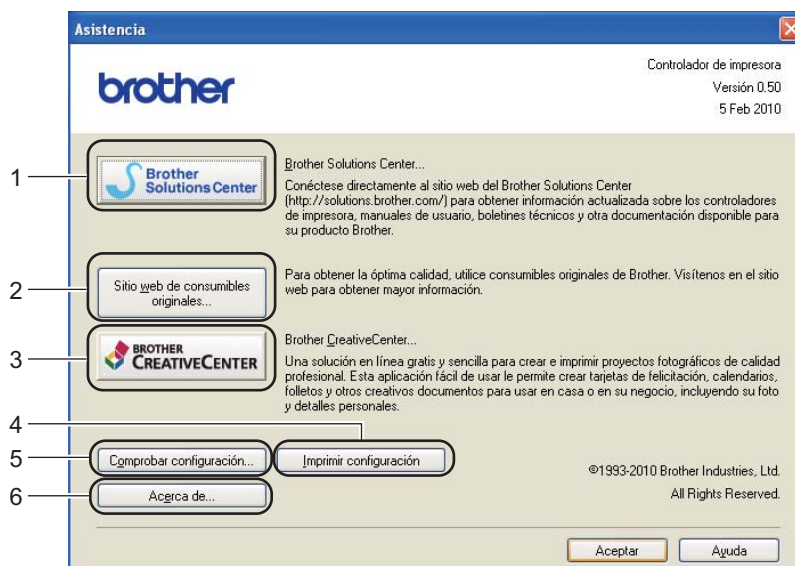 Asistencia
brother
Controlador de impresora
Versión 0.50
5 Feb 2010
1
Brother
Solutions Center
Brother Solutions Center...
Conéctese directamente al sitio web del Brother Solutions Center
(http://solutions.brother.com/) para obtener información actualizada sobre los controladores
de impresora, manuales de usuario, boletines técnicos y otra documentación disponible para
su producto Brother.
2
Sitio web de consumibles
originales...
Para obtener la óptima calidad, utilice consumibles originales de Brother. Visítenos en el sitio
web para obtener mayor información.
3
BROTHER
CREATIVECENTER
Brother CreativeCenter...
Una solución en línea gratis y sencilla para crear e imprimir proyectos fotográficos de calidad
profesional. Esta aplicación fácil de usar le permite crear tarjetas de felicitación, calendarios,
folletos y otros creativos documentos para usar en casa o en su negocio, incluyendo su foto
y detalles personales.
4
5
Comprobar configuración...
Imprimir configuración
©1993-2010 Brother Industries, Ltd.
6
Acerca de...
All Rights Reserved.
Aceptar
Ayuda